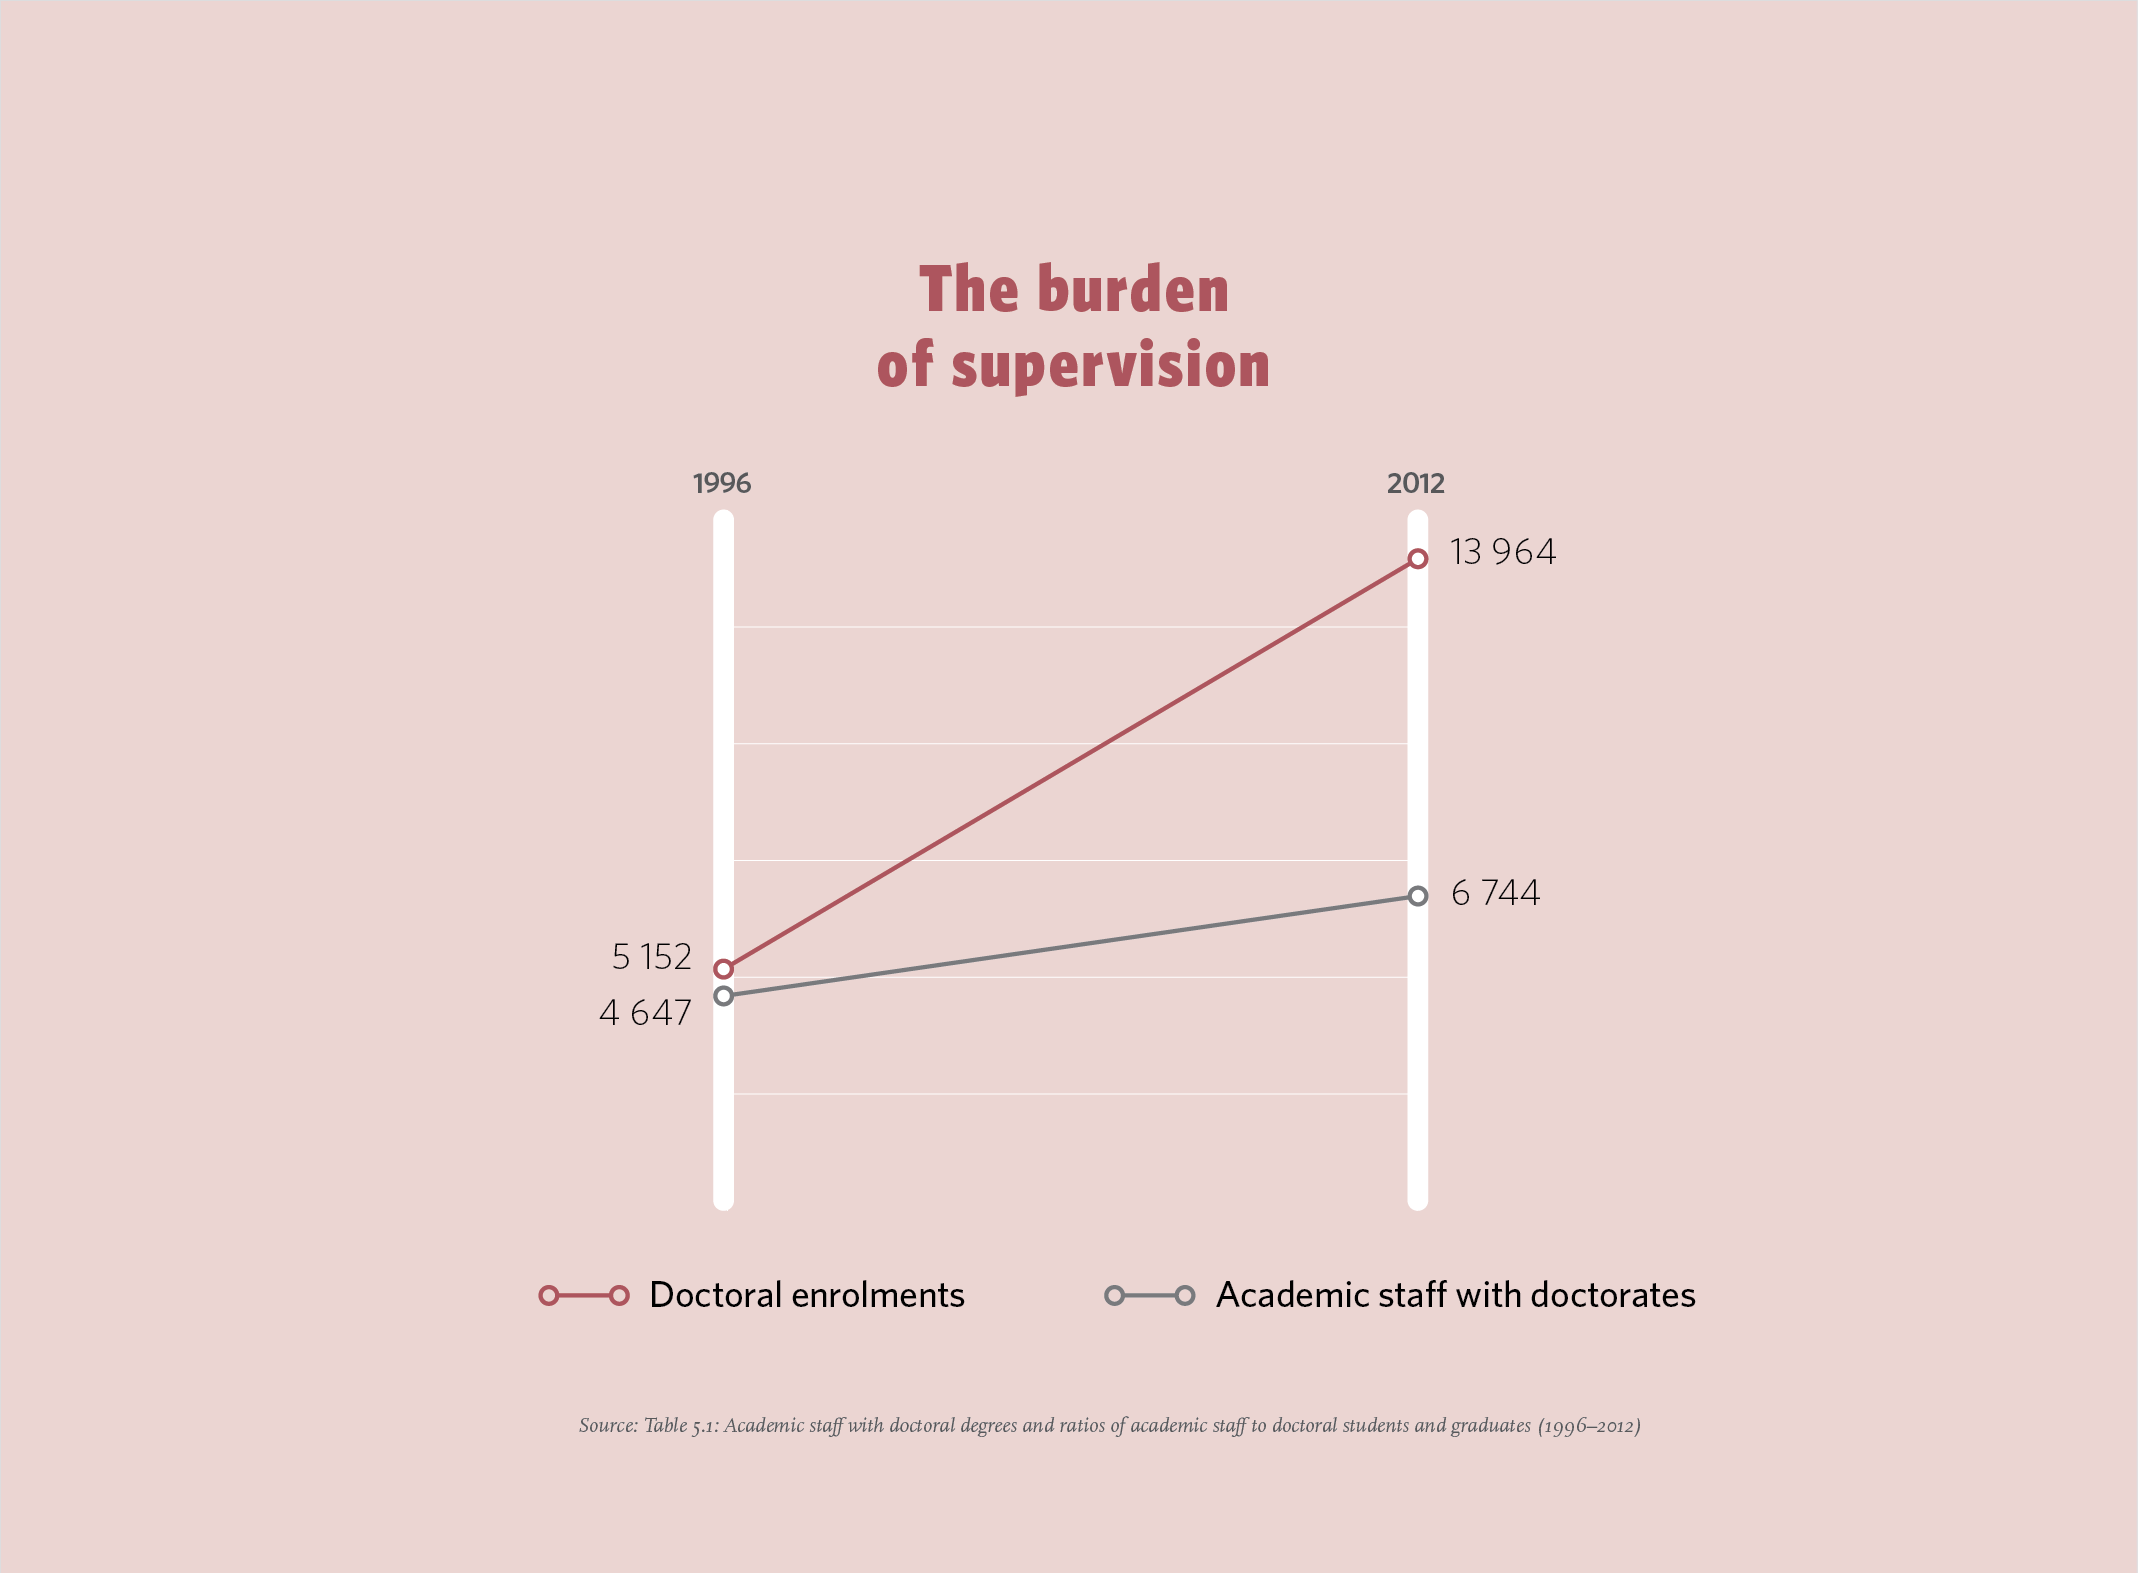 The burden
of supervision
1996
2012
13 964
6 744
5 152
4 647
Doctoral enrolments
Academic staff with doctorates
Source: Table 5.1: Academic staff with doctoral degrees and ratios of academic staff to doctoral students and graduates (1996–2012)